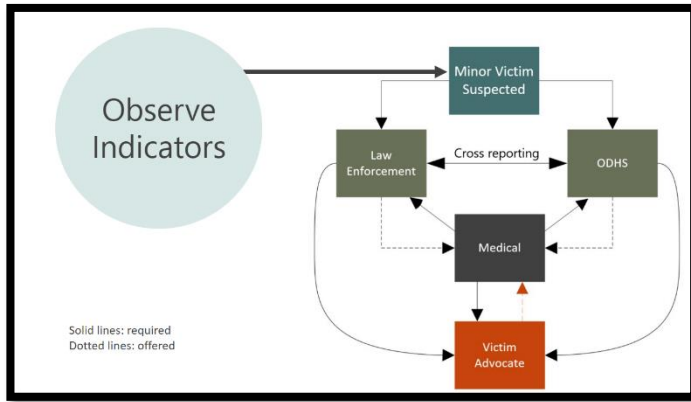 Observe
Indicators
Minor Victim
Suspected
Law
Enforcement
Cross reporting
ODHS
Medical
Victim
Advocate
Solid lines: required
Dotted lines: offered